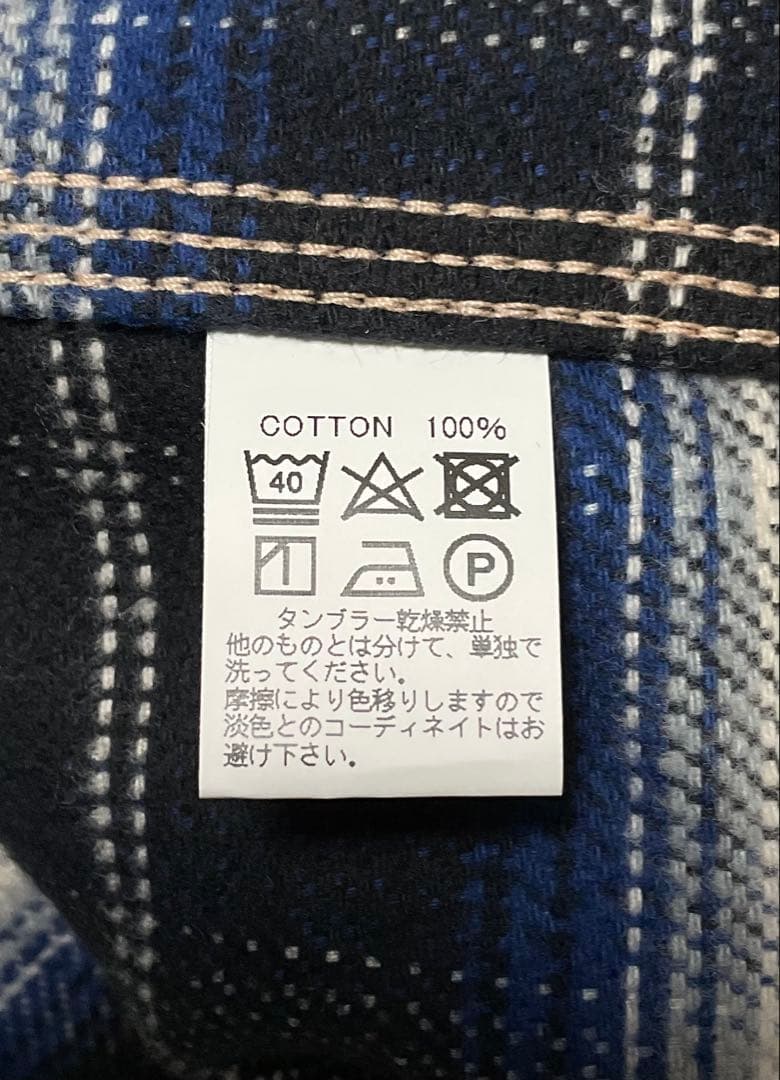 COTTON 100%
40
P
タンブラー乾燥禁止
他のものとは分けて、単独で
洗ってください。
摩擦により色移りしますので
淡色とのコーディネイトはお
避け下さい。